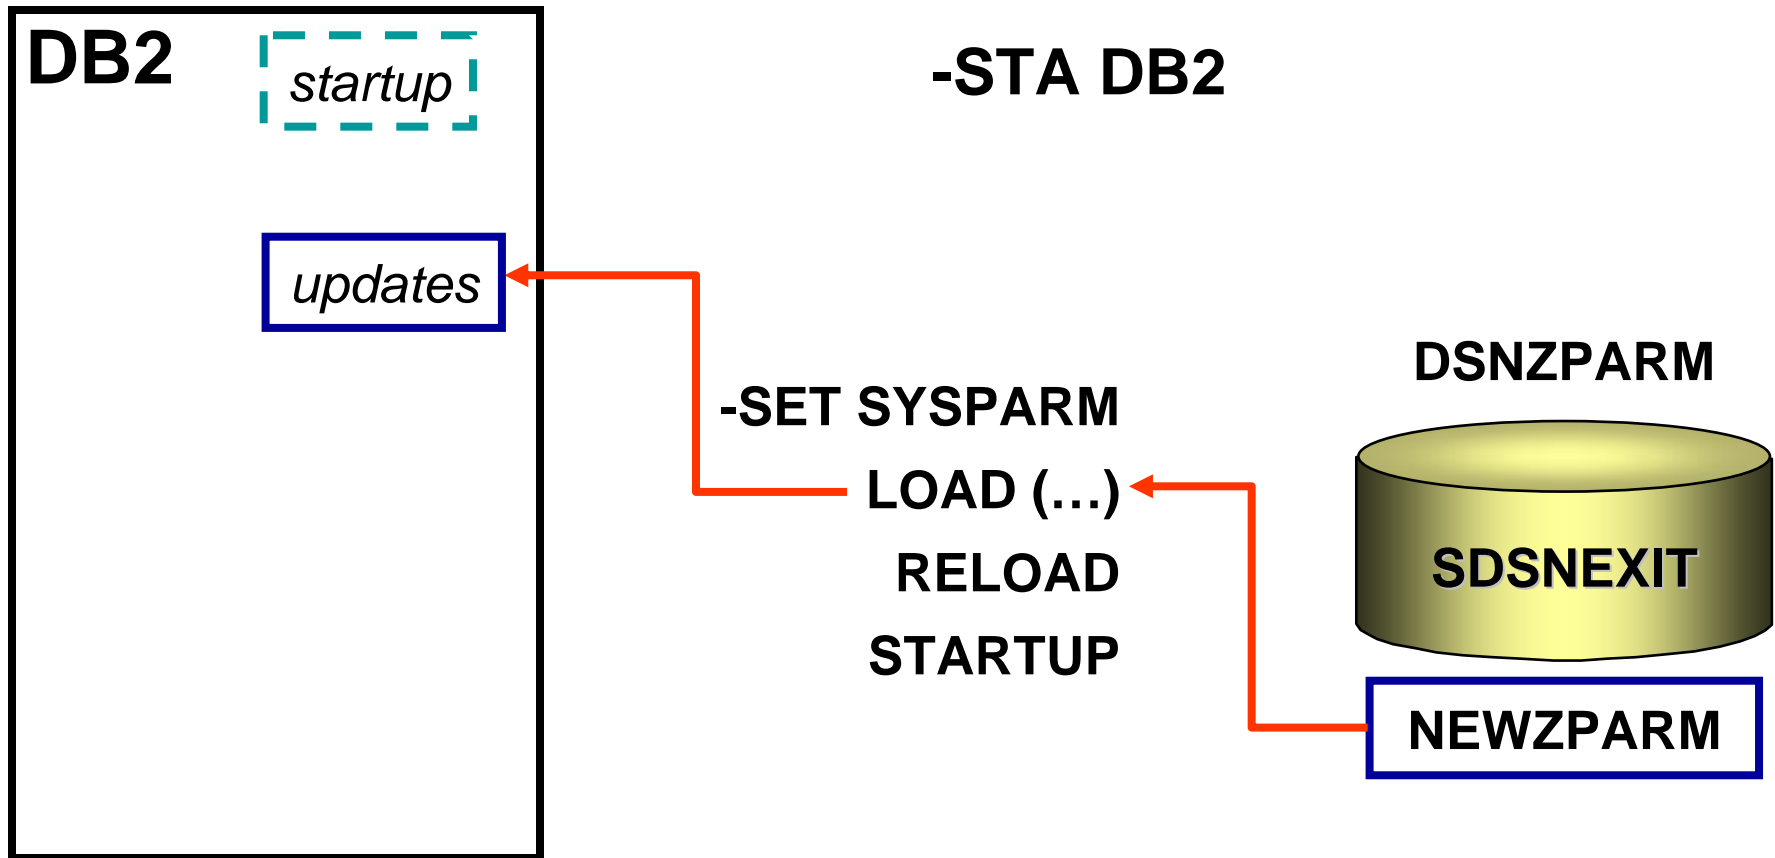 DB2
startup
-STA DB2
updates
DSNZPARM
-SET SYSPARM
LOAD (…)
RELOAD
STARTUP
SDSNEXIT
NEWZPARM